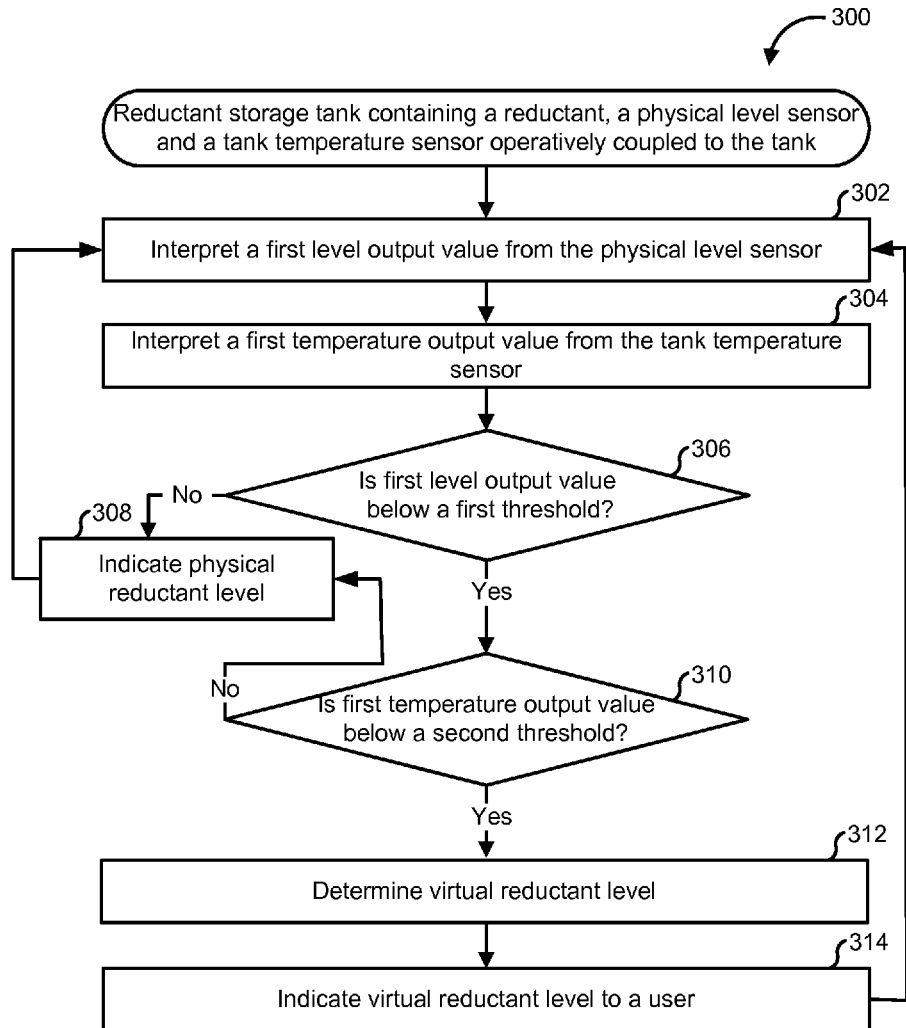 300
Reductant storage tank containing a reductant, a physical level sensor
and a tank temperature sensor operatively coupled to the tank
302
Interpret a first level output value from the physical level sensor
304
Interpret a first temperature output value from the tank temperature
sensor
306
Is first level output value
below a first threshold?
No
308
Indicate physical
reductant level
Yes
310
No
Is first temperature output value
below a second threshold?
Yes
312
Determine virtual reductant level
314
Indicate virtual reductant level to a user